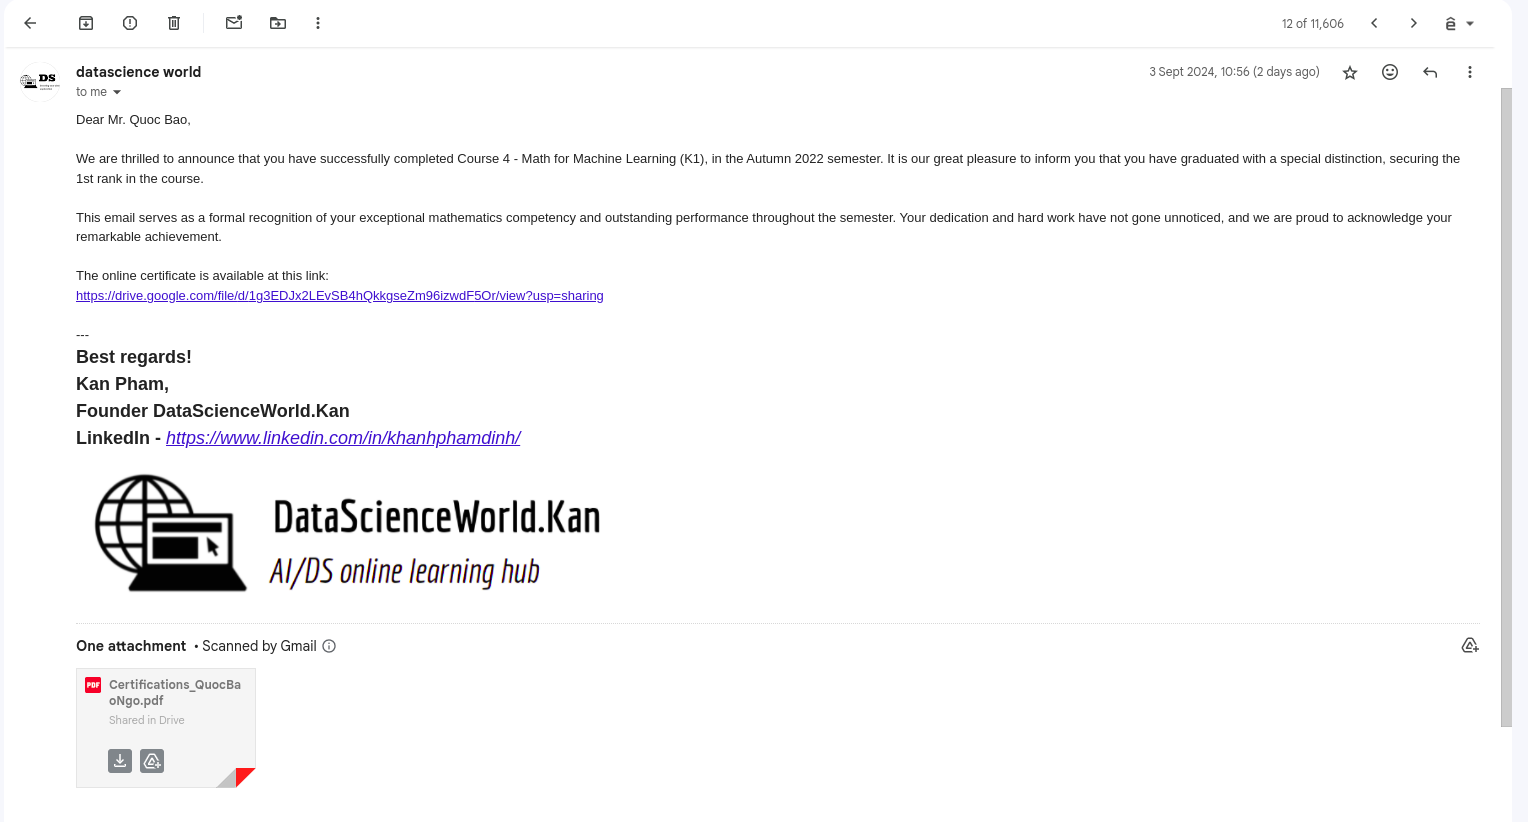 12 of 11,606
DS
datascience world
3 Sept 2024, 10:56 (2 days ago)
to me
Dear Mr. Quoc Bao,
We are thrilled to announce that you have successfully completed Course 4 - Math for Machine Learning (K1), in the Autumn 2022 semester. It is our great pleasure to inform you that you have graduated with a special distinction, securing the
1st rank in the course.
This email serves as a formal recognition of your exceptional mathematics competency and outstanding performance throughout the semester. Your dedication and hard work have not gone unnoticed, and we are proud to acknowledge your
remarkable achievement.
The online certificate is available at this link:
https://drive.google.com/file/d/1g3EDJx2LEvSB4hQkkgseZm96izwdF5Or/view?usp=sharing
---
Best regards!
Kan Pham,
Founder DataScienceWorld.Kan
LinkedIn - https://www.linkedin.com/in/khanhphamdinh/
DataScienceWorld.Kan
AI/DS online learning hub
One attachment • Scanned by Gmail
PDF
Certifications_QuocBa
oNgo.pdf
Shared in Drive